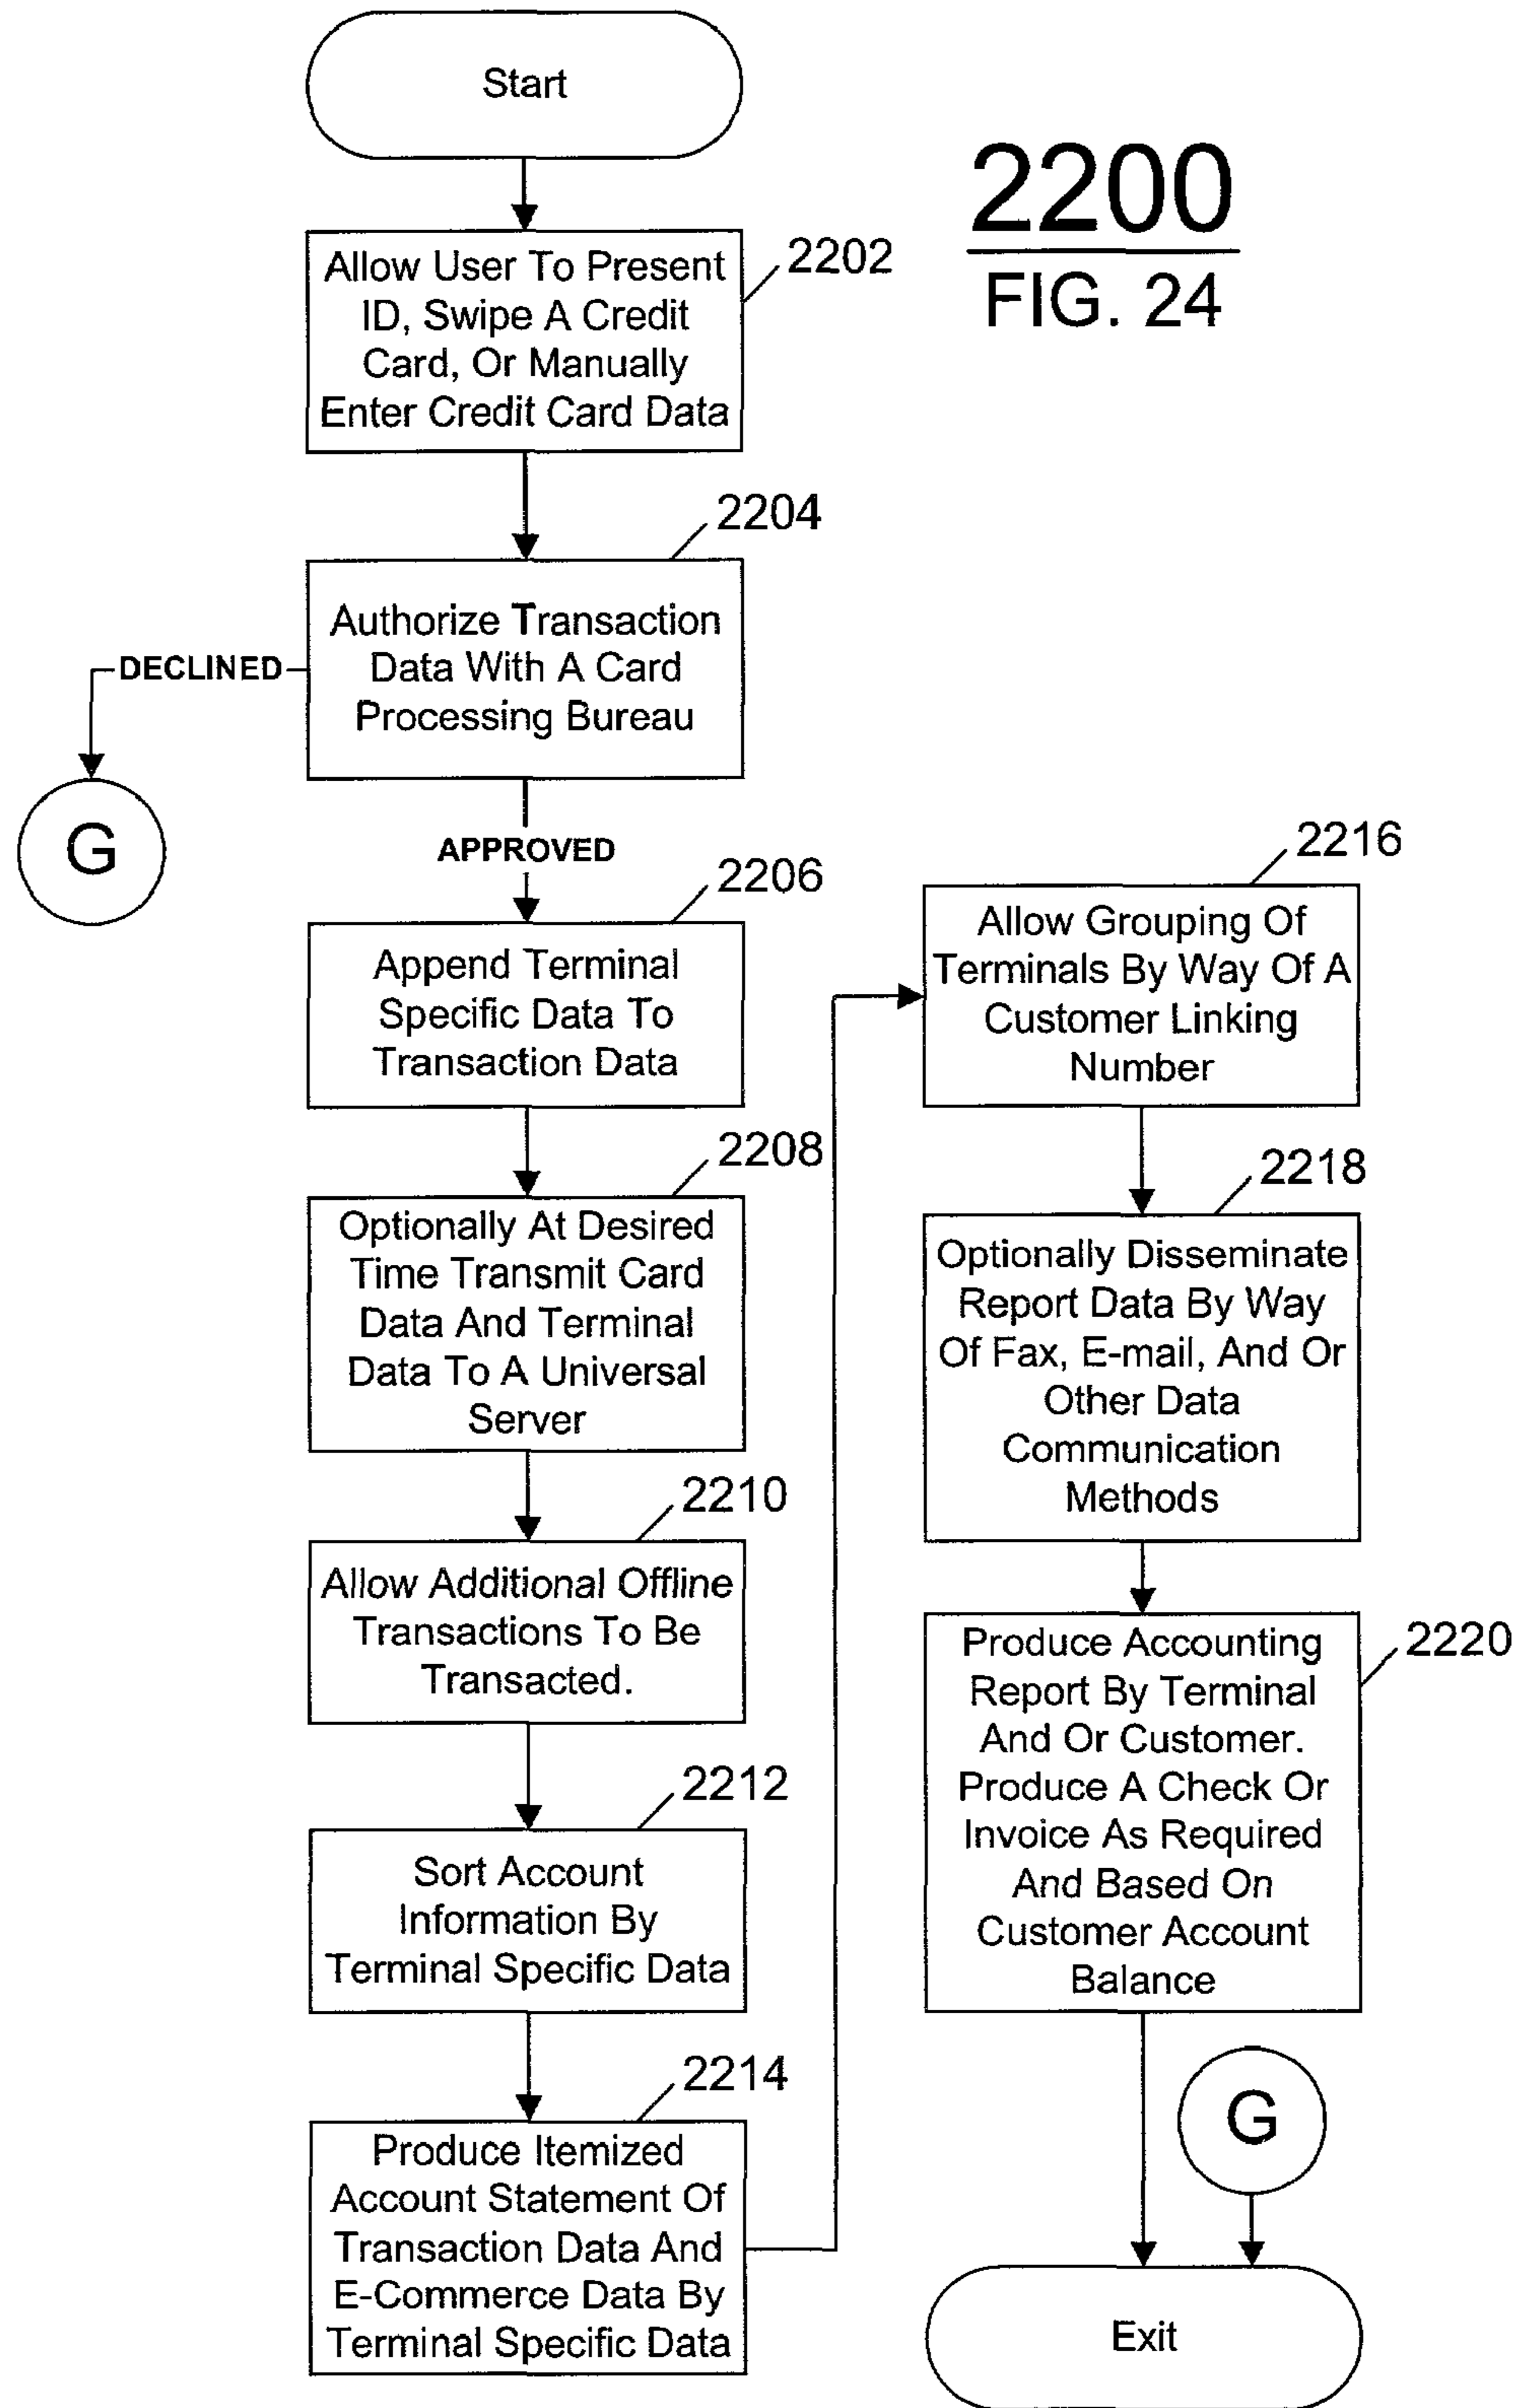 Start
2200
FIG. 24
2202
Allow User To Present
ID, Swipe A Credit
Card, Or Manually
Enter Credit Card Data
2204
Authorize Transaction
Data With A Card
Processing Bureau
DECLINED
G
APPROVED
2206
Append Terminal
Specific Data To
Transaction Data
2208
Optionally At Desired
Time Transmit Card
Data And Terminal
Data To A Universal
Server
2210
Allow Additional Offline
Transactions To Be
Transacted.
2212
Sort Account
Information By
Terminal Specific Data
2214
Produce Itemized
Account Statement Of
Transaction Data And
E-Commerce Data By
Terminal Specific Data
2216
Allow Grouping Of
Terminals By Way Of A
Customer Linking
Number
2218
Optionally Disseminate
Report Data By Way
Of Fax, E-mail, And Or
Other Data
Communication
Methods
2220
Produce Accounting
Report By Terminal
And Or Customer.
Produce A Check Or
Invoice As Required
And Based On
Customer Account
Balance
G
Exit